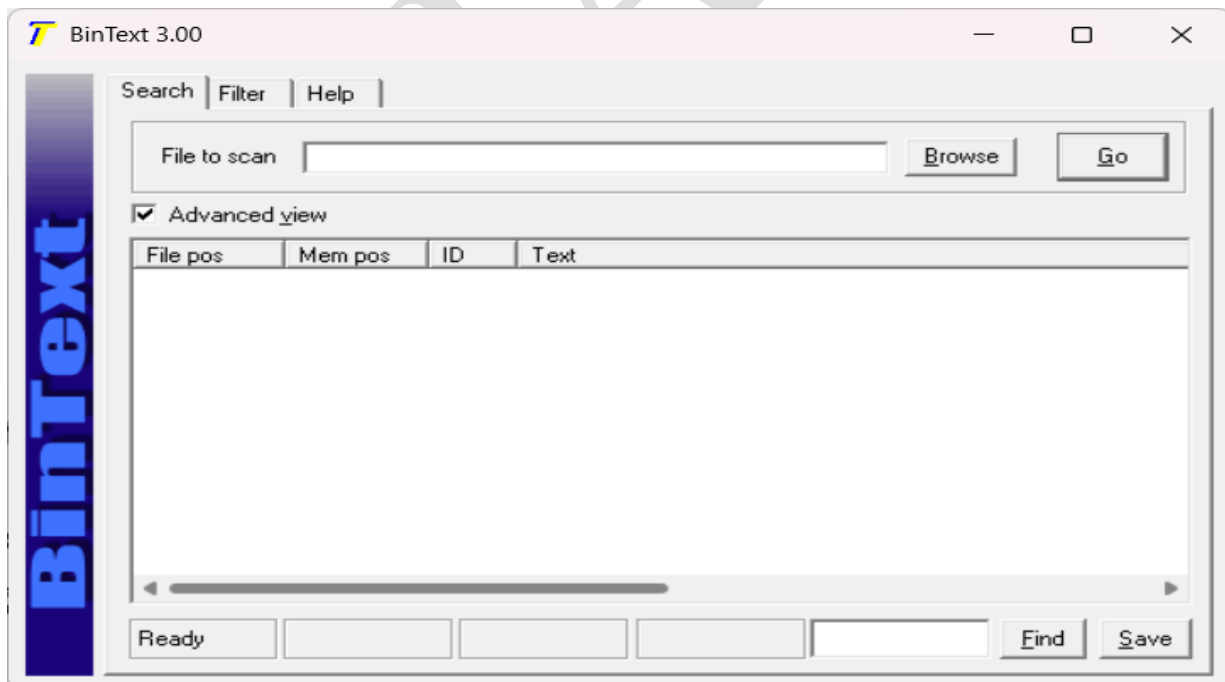 BinText 3.00
Search Filter Help
File to scan Browse Go
Advanced view
File pos Mem pos ID Text
BinText
Ready Find Save